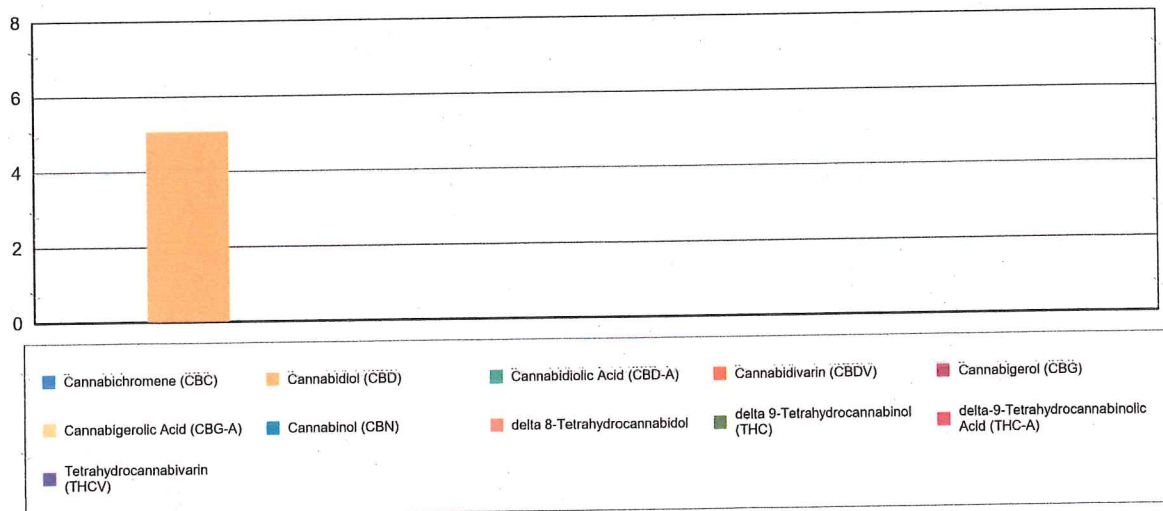 8
6
4
2
0
Cannabichromene (CBC)
Cannabidiol (CBD)
Cannabidiolic Acid (CBD-A)
Cannabidivarin (CBDV)
Cannabigerol (CBG)
Cannabigerolic Acid (CBG-A)
Cannabinol (CBN)
delta 8-Tetrahydrocannabidol
delta 9-Tetrahydrocannabinol
(THC)
delta-9-Tetrahydrocannabinolic
Acid (THC-A)
Tetrahydrocannabivarin
(THCV)